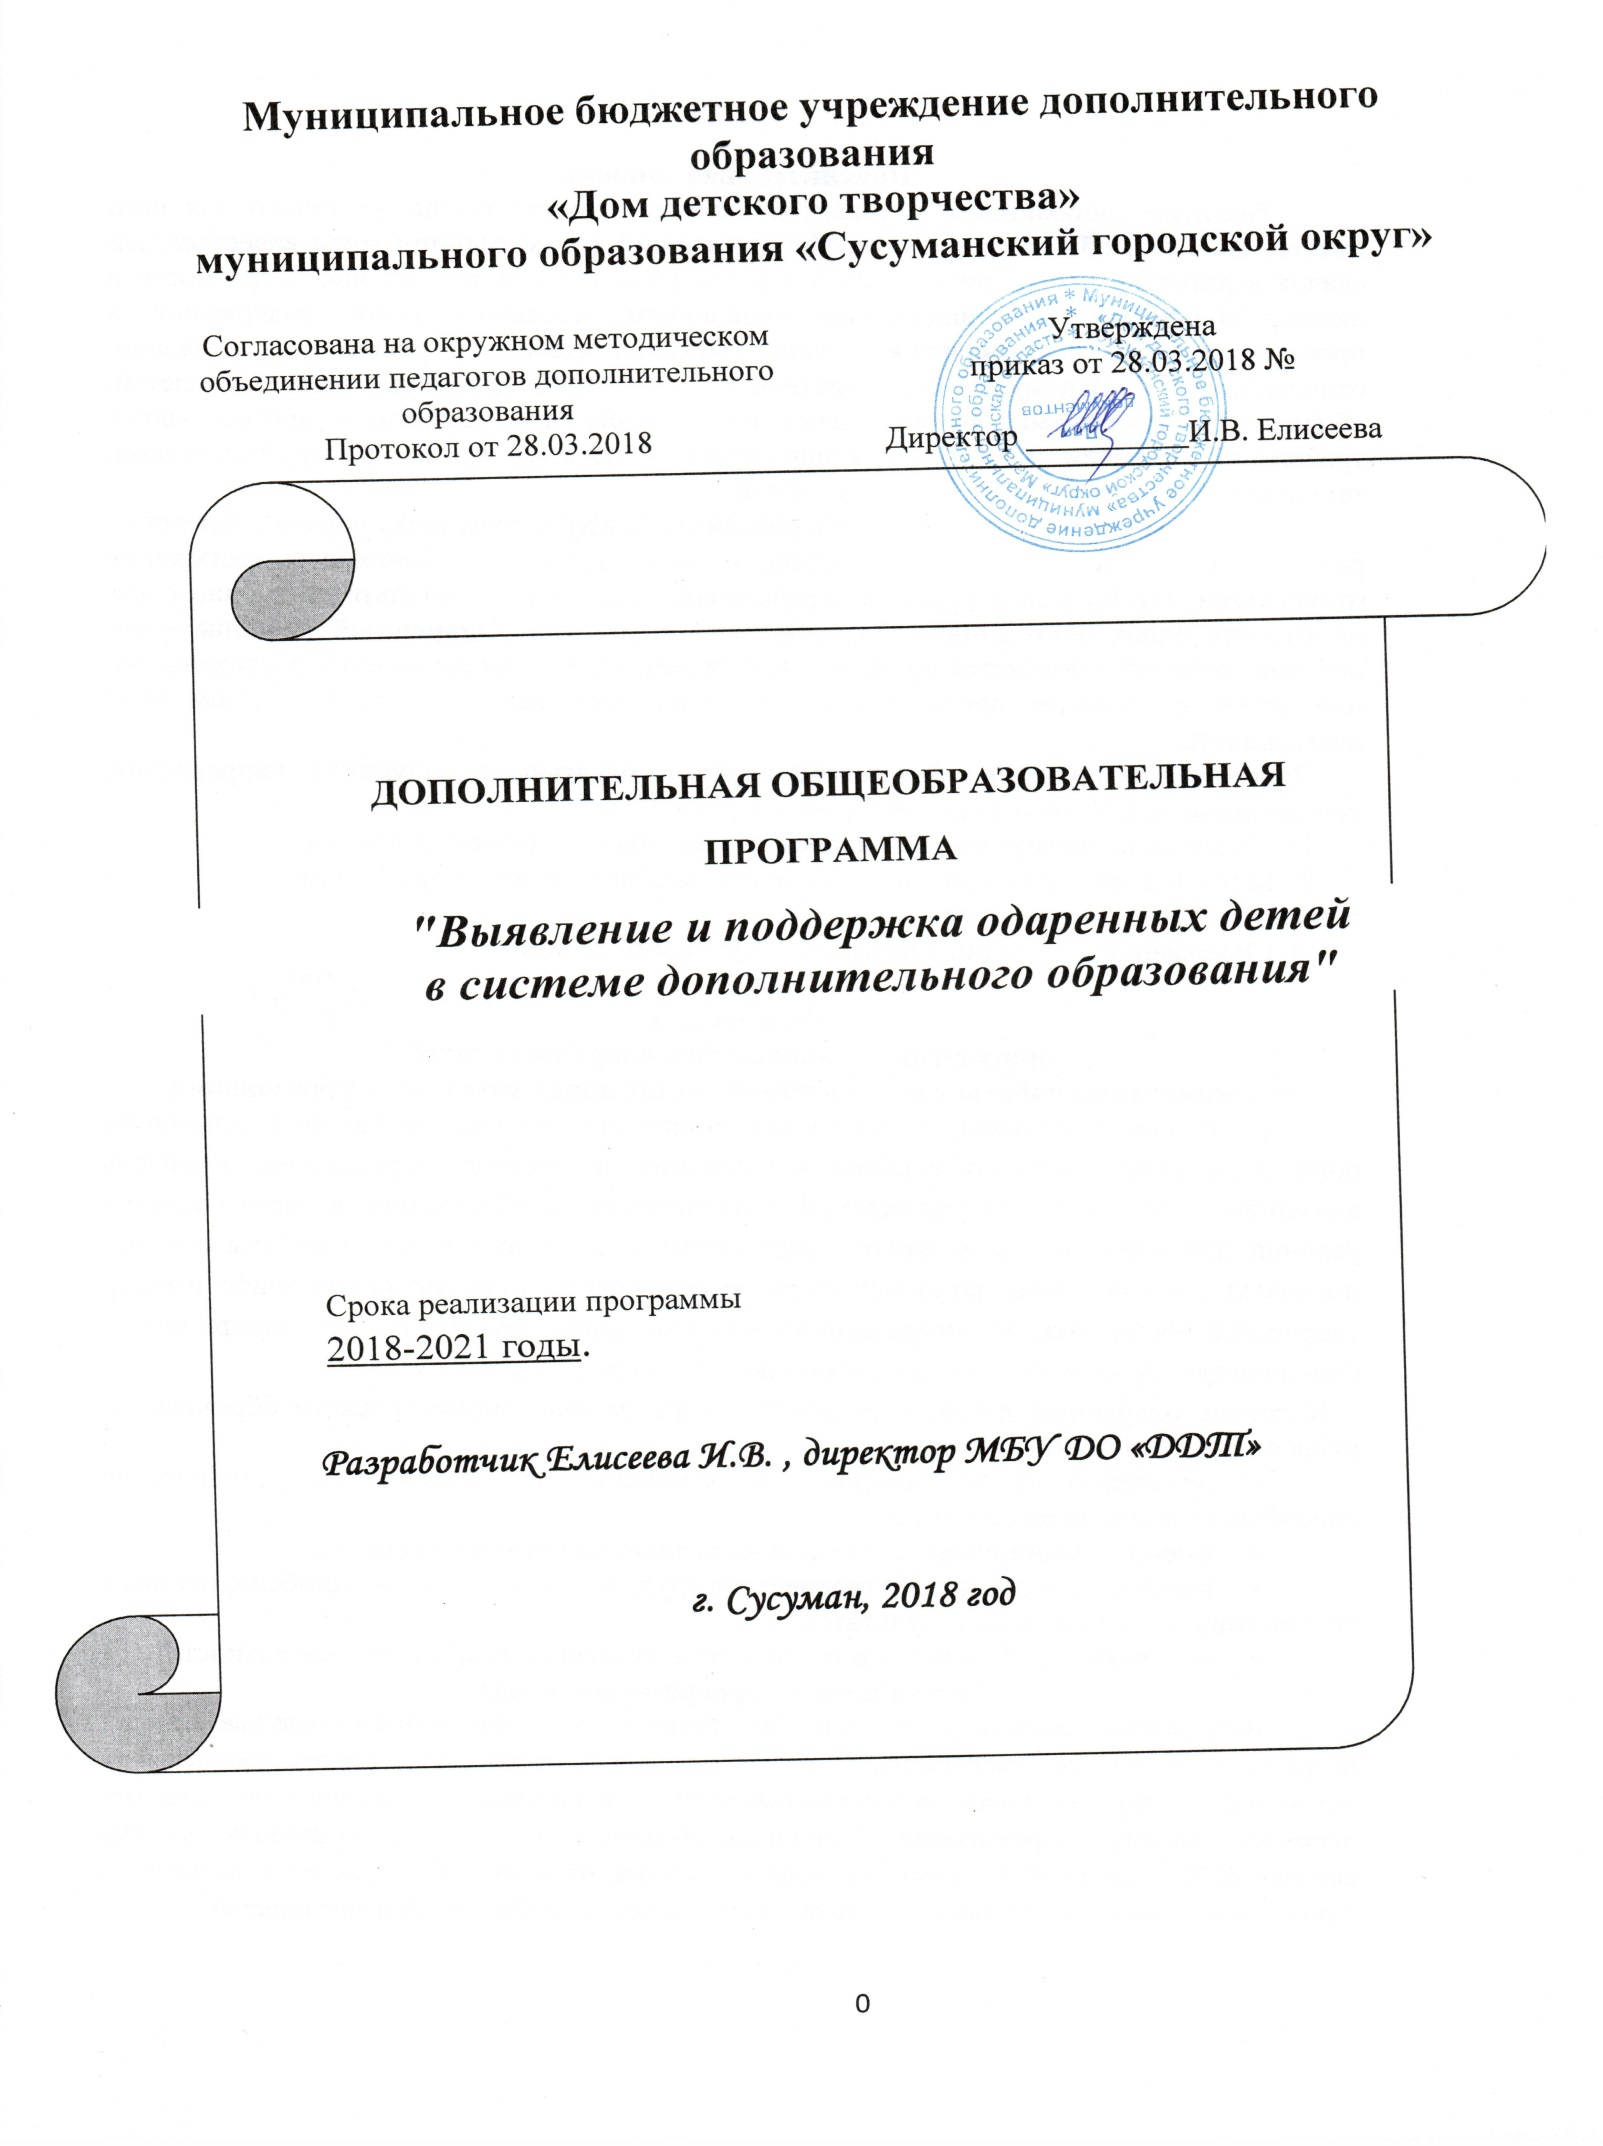 Муниципальное бюджетное учреждение дополнительного
образования
«Дом детского творчества»
муниципального образования «Сусуманский городской округ»
Согласована на окружном методическом
объединении педагогов дополнительного
образования
Протокол от 28.03.2018
Утверждена
приказ от 28.03.2018 №
Директор __________И.В. Елисеева
ДОПОЛНИТЕЛЬНАЯ ОБЩЕОБРАЗОВАТЕЛЬНАЯ
ПРОГРАММА
"Выявление и поддержка одаренных детей
в системе дополнительного образования"
Срока реализации программы
2018-2021 годы.
Разработчик Елисеева И.В. , директор МБУ ДО «ДДТ»
г. Сусуман, 2018 год
0